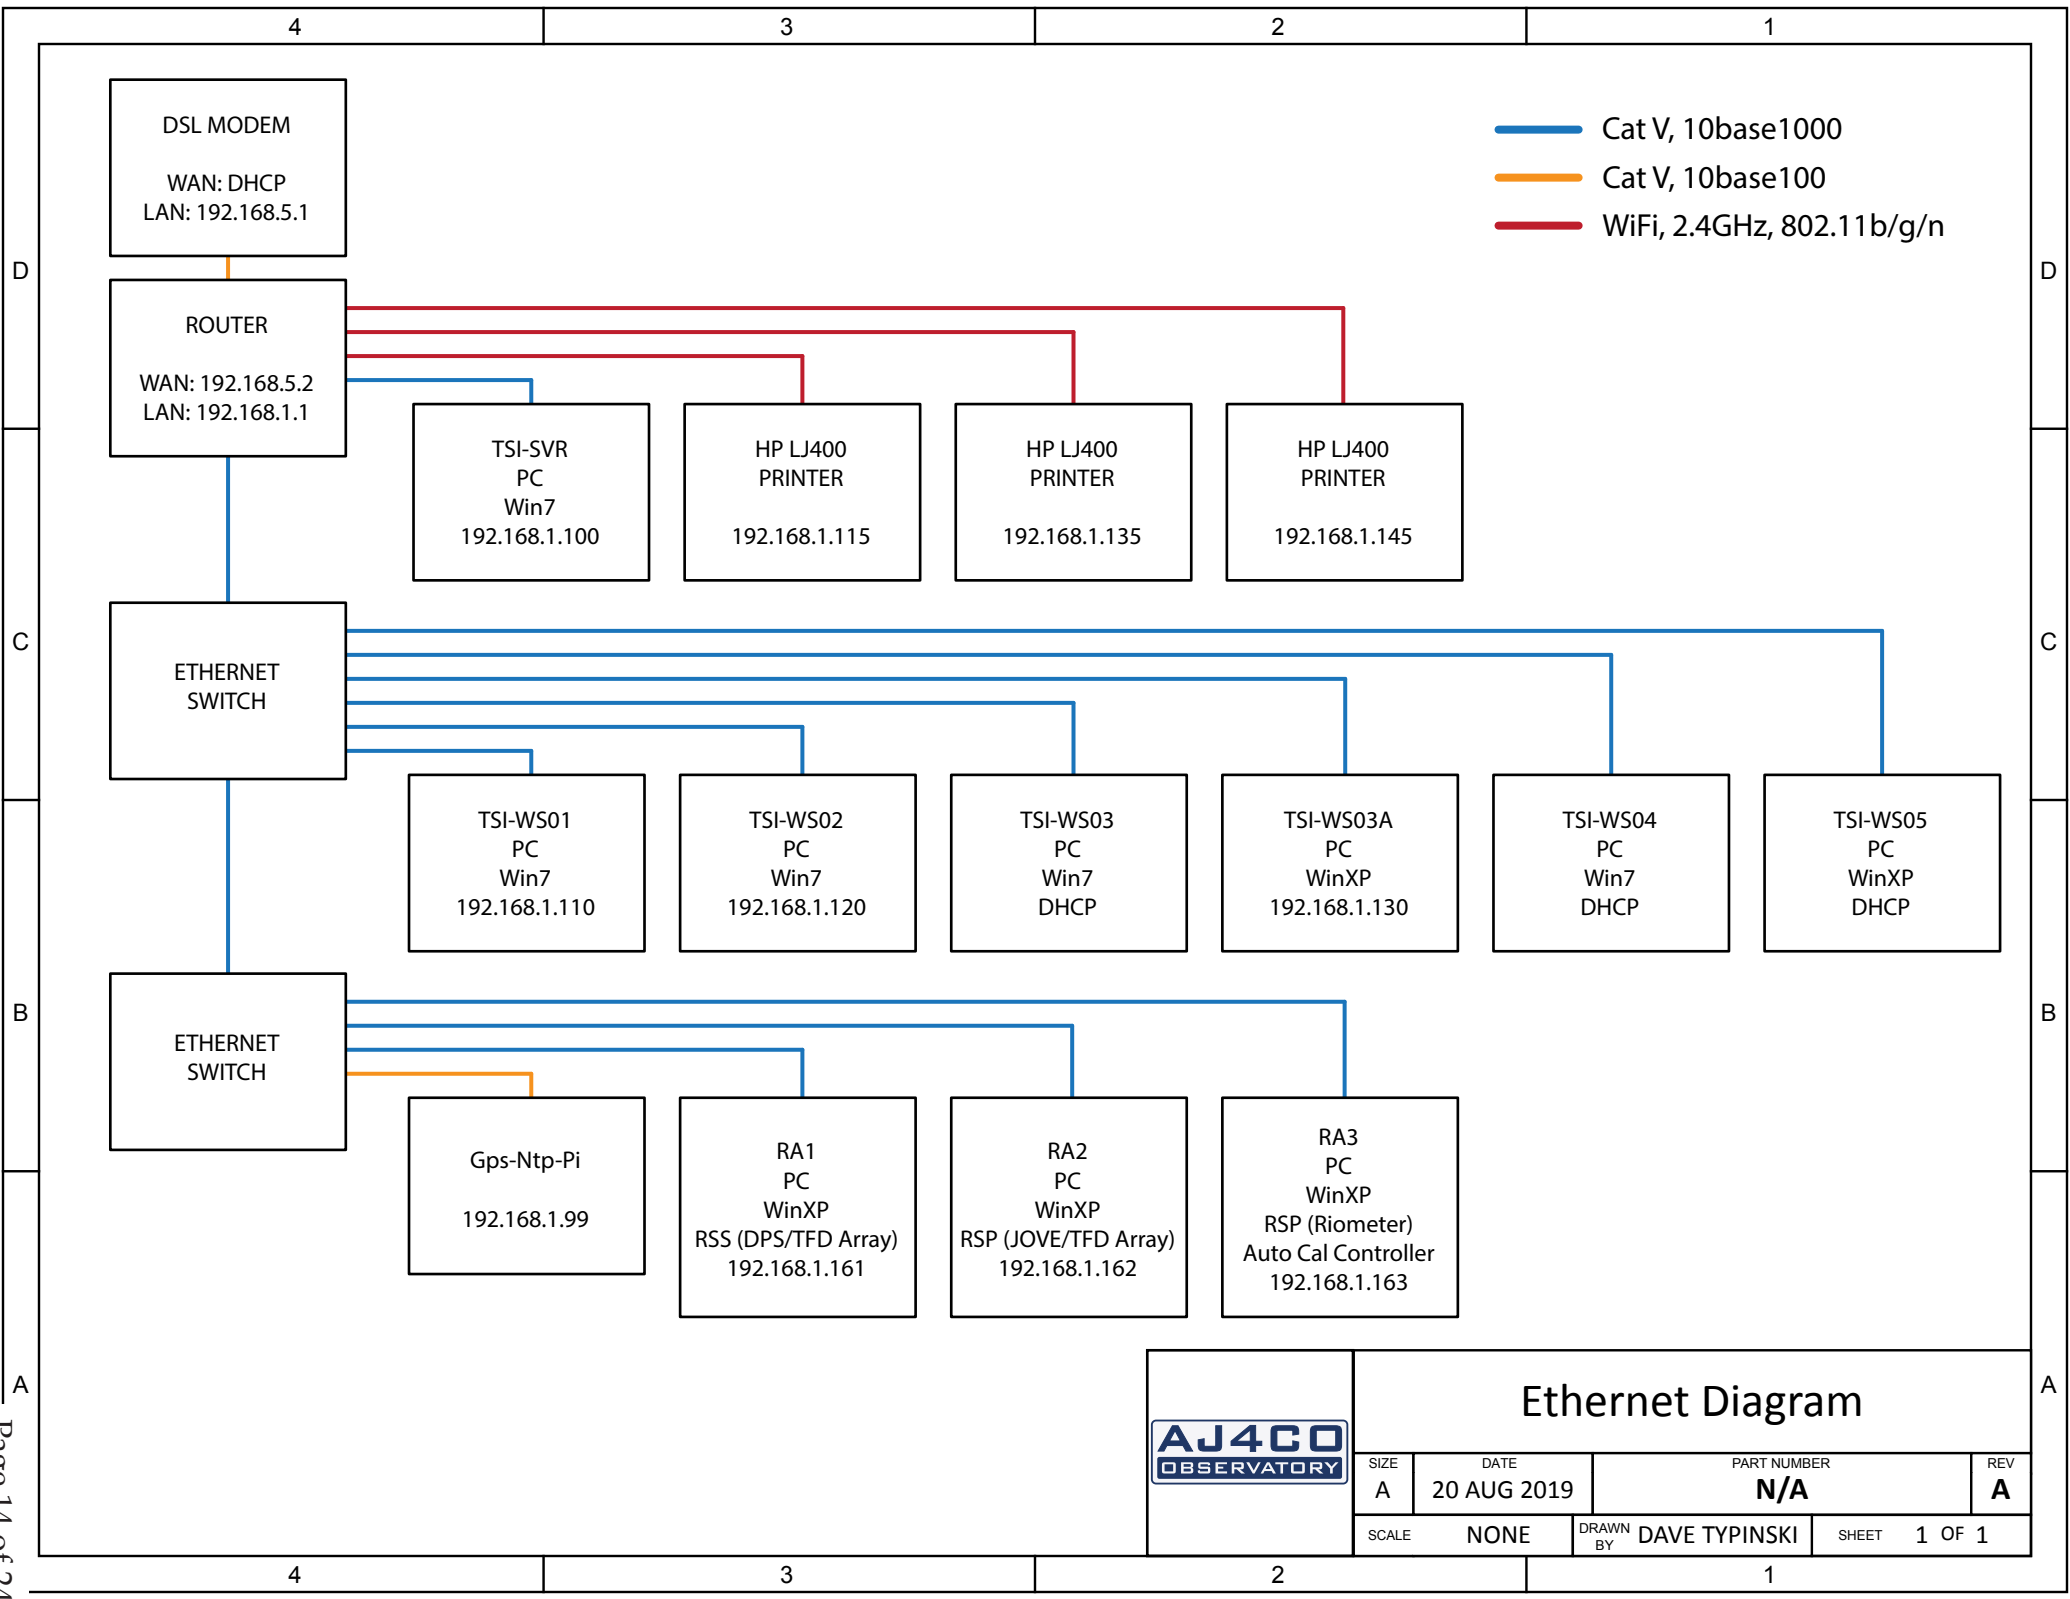 4 3 2 1
DSL MODEM
WAN: DHCP
LAN: 192.168.5.1
Cat V, 10base1000
Cat V, 10base100
WiFi, 2.4GHz, 802.11b/g/n
D D
ROUTER
WAN: 192.168.5.2
LAN: 192.168.1.1
TSI-SVR
PC
Win7
192.168.1.100
HP LJ400
PRINTER
192.168.1.115
HP LJ400
PRINTER
192.168.1.135
HP LJ400
PRINTER
192.168.1.145
C C
ETHERNET
SWITCH
TSI-WS01
PC
Win7
192.168.1.110
TSI-WS02
PC
Win7
192.168.1.120
TSI-WS03
PC
Win7
DHCP
TSI-WS03A
PC
WinXP
192.168.1.130
TSI-WS04
PC
Win7
DHCP
TSI-WS05
PC
WinXP
DHCP
B B
ETHERNET
SWITCH
Gps-Ntp-Pi
192.168.1.99
RA1
PC
WinXP
RSS (DPS/TFD Array)
192.168.1.161
RA2
PC
WinXP
RSP (JOVE/TFD Array)
192.168.1.162
RA3
PC
WinXP
RSP (Riometer)
Auto Cal Controller
192.168.1.163
A A
AJ4CO
OBSERVATORY
Ethernet Diagram
SIZE
A
DATE
20 AUG 2019
PART NUMBER
N/A
REV
A
SCALE NONE
DRAWN BY DAVE TYPINSKI
SHEET 1 OF 1
4 3 2 1